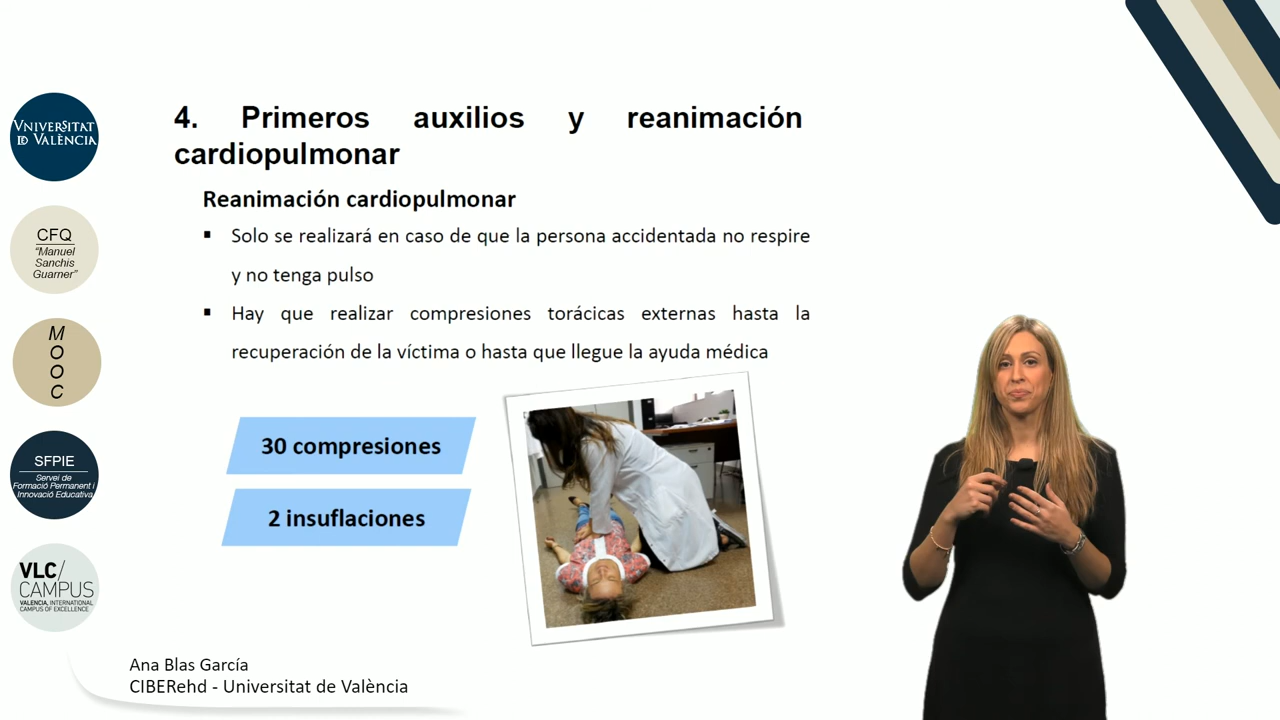 4. Primeros auxilios y reanimación
cardiopulmonar
Reanimación cardiopulmonar
▪ Solo se realizará en caso de que la persona accidentada no respire
y no tenga pulso
▪ Hay que realizar compresiones torácicas externas hasta la
recuperación de la víctima o hasta que llegue la ayuda médica
30 compresiones
2 insuflaciones
VNIVERSITAT
ID VALÈNCIA
CFQ
"Manuel
Sanchis
Guarner"
M
O
O
C
SFPIE
Servei de
Formació Permanent i
Innovació Educativa
VLC/
CAMPUS
VALENCIA, INTERNATIONAL
CAMPUS OF EXCELLENCE
Ana Blas García
CIBERehd - Universitat de València